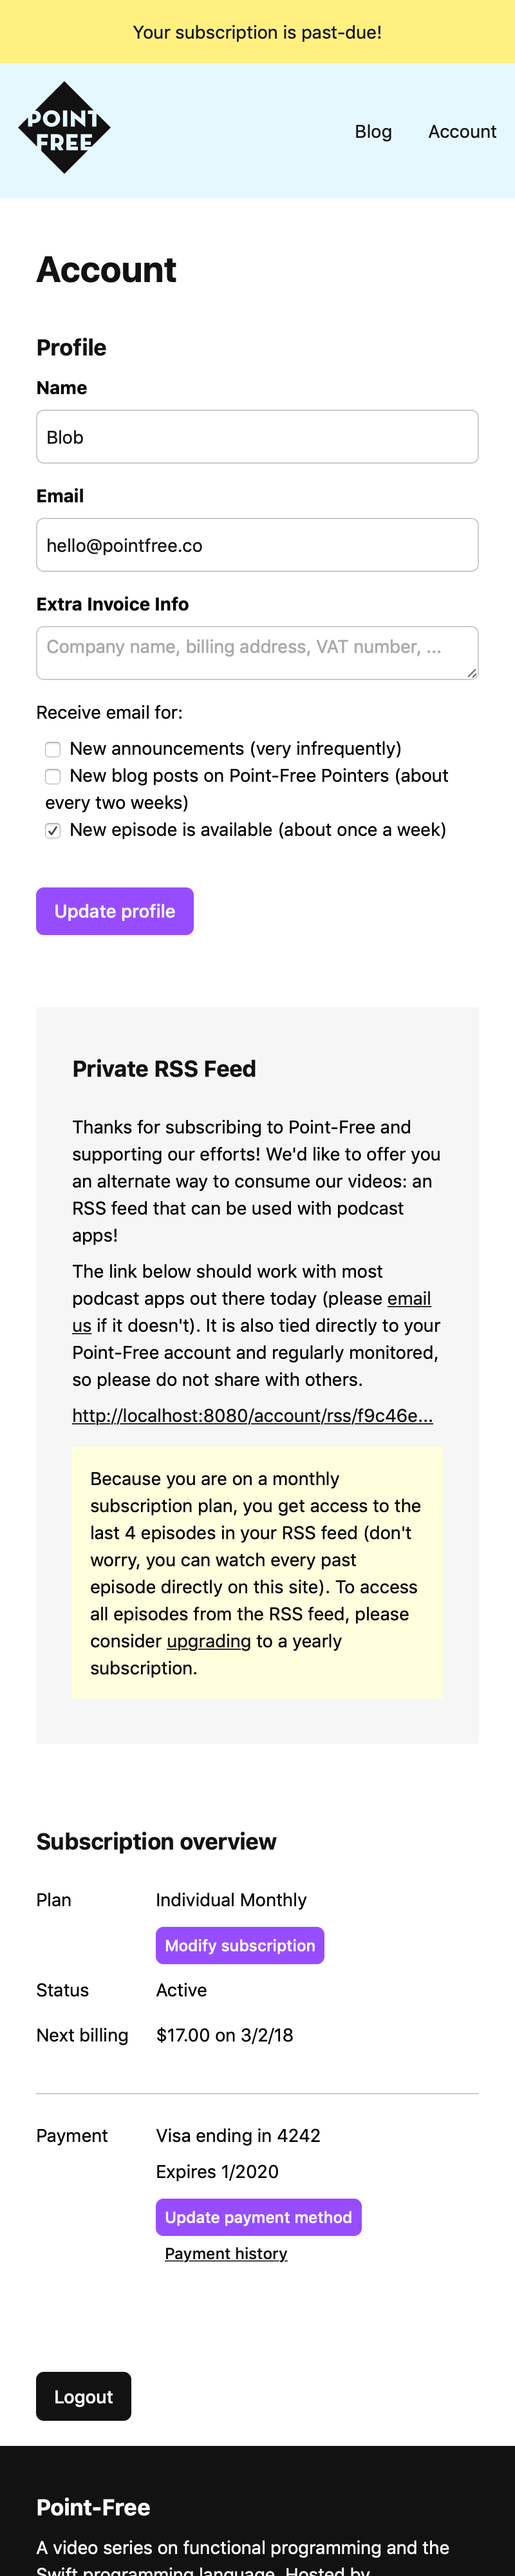 Your subscription is past-due!
POINT
FREE
Blog Account
Account
Profile
Name
Blob
Email
hello@pointfree.co
Extra Invoice Info
Company name, billing address, VAT number, ...
Receive email for:
New announcements (very infrequently)
New blog posts on Point-Free Pointers (about
every two weeks)
New episode is available (about once a week)
Update profile
Private RSS Feed
Thanks for subscribing to Point-Free and
supporting our efforts! We'd like to offer you
an alternate way to consume our videos: an
RSS feed that can be used with podcast
apps!
The link below should work with most
podcast apps out there today (please email
us if it doesn't). It is also tied directly to your
Point-Free account and regularly monitored,
so please do not share with others.
http://localhost:8080/account/rss/f9c46e...
Because you are on a monthly
subscription plan, you get access to the
last 4 episodes in your RSS feed (don't
worry, you can watch every past
episode directly on this site). To access
all episodes from the RSS feed, please
consider upgrading to a yearly
subscription.
Subscription overview
Plan Individual Monthly
Modify subscription
Status Active
Next billing $17.00 on 3/2/18
Payment Visa ending in 4242
Expires 1/2020
Update payment method
Payment history
Logout
Point-Free
A video series on functional programming and the
Swift programming language. Hosted by